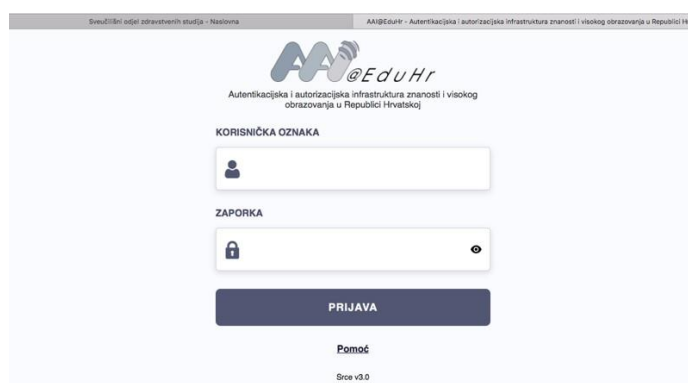 Sveučilišni odjel zdravstvenih studija - Naslovna
AAI@EduHr - Autentikacijska i autorizacijska infrastruktura znanosti i visokog obrazovanja u Republici
AAI@EduHr
Autentikacijska i autorizacijska infrastruktura znanosti i visokog
obrazovanja u Republici Hrvatskoj
KORISNIČKA OZNAKA
ZAPORKA
PRIJAVA
Pomoć
Srce v3.0